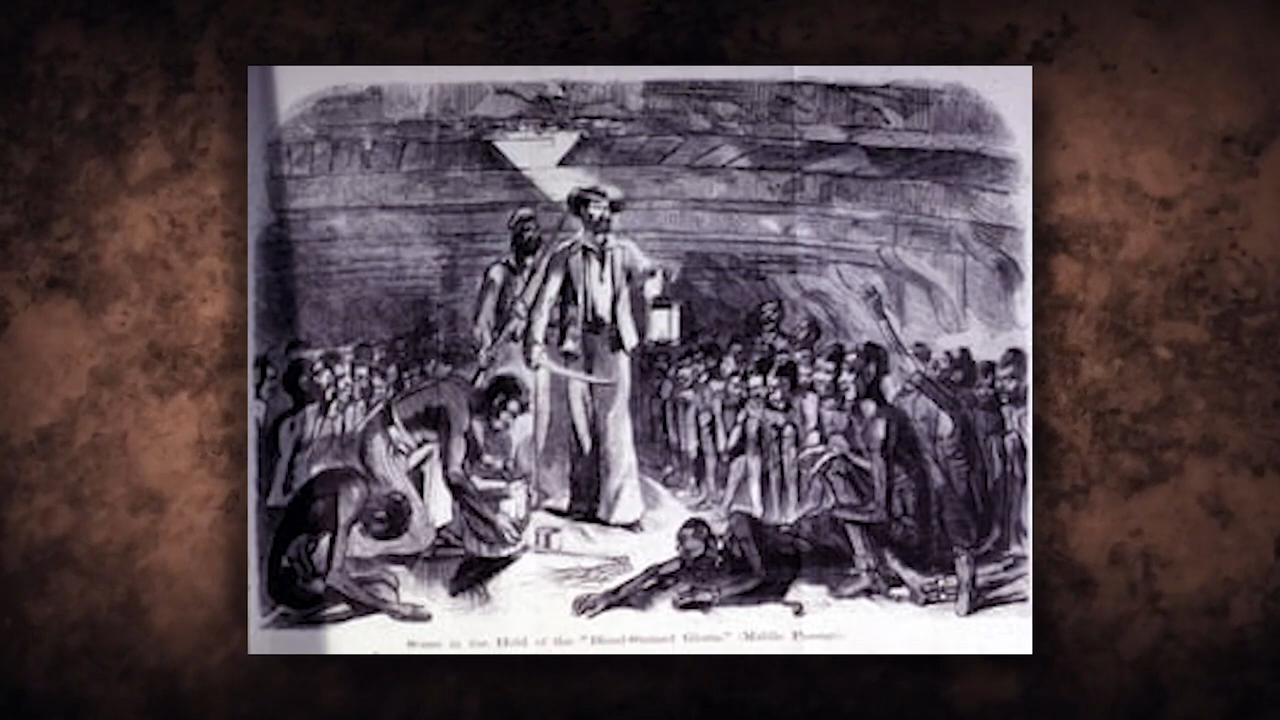 Scene in the Hold of the "Blood-Stained Gloria." (Middle Passage.)